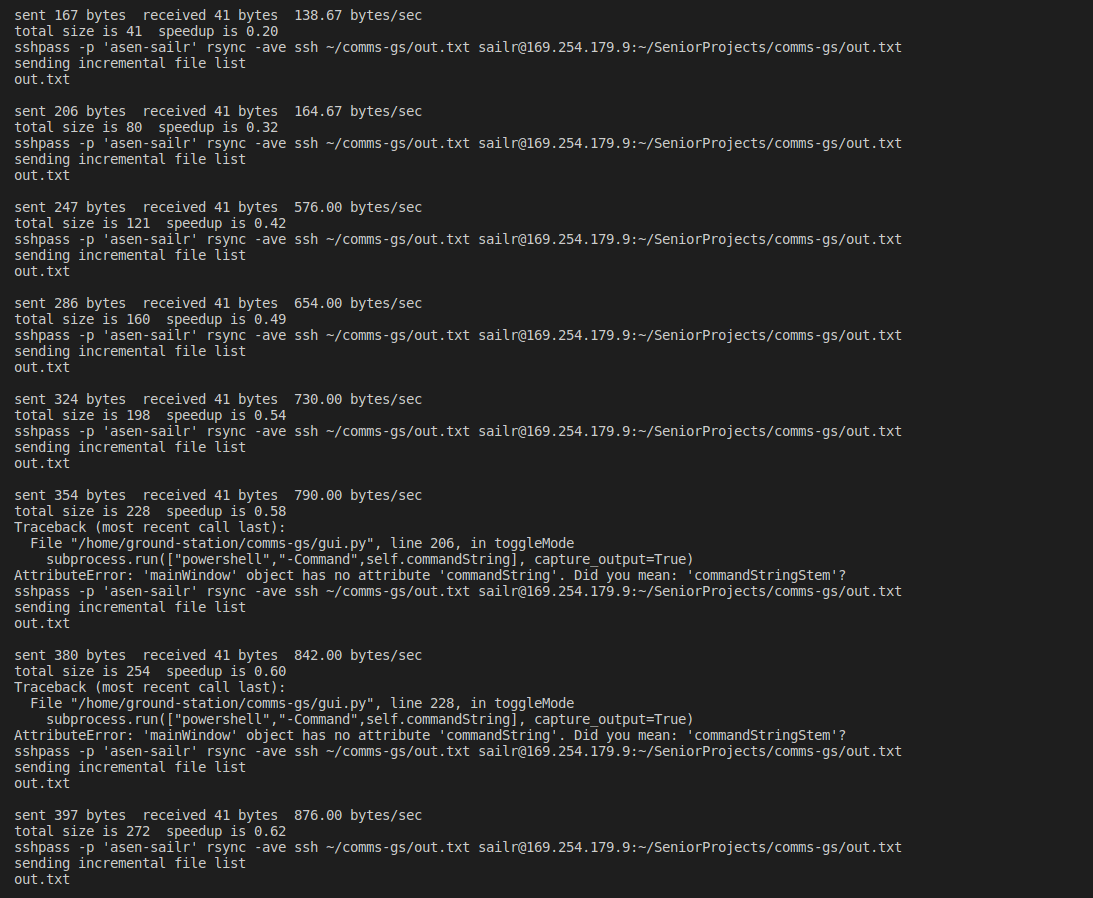 sent 167 bytes  received 41 bytes  138.67 bytes/sec
total size is 41  speedup is 0.20
sshpass -p 'asen-sailr' rsync -ave ssh ~/comms-gs/out.txt sailr@169.254.179.9:~/SeniorProjects/comms-gs/out.txt
sending incremental file list
out.txt

sent 206 bytes  received 41 bytes  164.67 bytes/sec
total size is 80  speedup is 0.32
sshpass -p 'asen-sailr' rsync -ave ssh ~/comms-gs/out.txt sailr@169.254.179.9:~/SeniorProjects/comms-gs/out.txt
sending incremental file list
out.txt

sent 247 bytes  received 41 bytes  576.00 bytes/sec
total size is 121  speedup is 0.42
sshpass -p 'asen-sailr' rsync -ave ssh ~/comms-gs/out.txt sailr@169.254.179.9:~/SeniorProjects/comms-gs/out.txt
sending incremental file list
out.txt

sent 286 bytes  received 41 bytes  654.00 bytes/sec
total size is 160  speedup is 0.49
sshpass -p 'asen-sailr' rsync -ave ssh ~/comms-gs/out.txt sailr@169.254.179.9:~/SeniorProjects/comms-gs/out.txt
sending incremental file list
out.txt

sent 324 bytes  received 41 bytes  730.00 bytes/sec
total size is 198  speedup is 0.54
sshpass -p 'asen-sailr' rsync -ave ssh ~/comms-gs/out.txt sailr@169.254.179.9:~/SeniorProjects/comms-gs/out.txt
sending incremental file list
out.txt

sent 354 bytes  received 41 bytes  790.00 bytes/sec
total size is 228  speedup is 0.58
Traceback (most recent call last):
  File "/home/ground-station/comms-gs/gui.py", line 206, in toggleMode
    subprocess.run(["powershell","-Command",self.commandString], capture_output=True)
AttributeError: 'mainWindow' object has no attribute 'commandString'. Did you mean: 'commandStringStem'?
sshpass -p 'asen-sailr' rsync -ave ssh ~/comms-gs/out.txt sailr@169.254.179.9:~/SeniorProjects/comms-gs/out.txt
sending incremental file list
out.txt

sent 380 bytes  received 41 bytes  842.00 bytes/sec
total size is 254  speedup is 0.60
Traceback (most recent call last):
  File "/home/ground-station/comms-gs/gui.py", line 228, in toggleMode
    subprocess.run(["powershell","-Command",self.commandString], capture_output=True)
AttributeError: 'mainWindow' object has no attribute 'commandString'. Did you mean: 'commandStringStem'?
sshpass -p 'asen-sailr' rsync -ave ssh ~/comms-gs/out.txt sailr@169.254.179.9:~/SeniorProjects/comms-gs/out.txt
sending incremental file list
out.txt

sent 397 bytes  received 41 bytes  876.00 bytes/sec
total size is 272  speedup is 0.62
sshpass -p 'asen-sailr' rsync -ave ssh ~/comms-gs/out.txt sailr@169.254.179.9:~/SeniorProjects/comms-gs/out.txt
sending incremental file list
out.txt